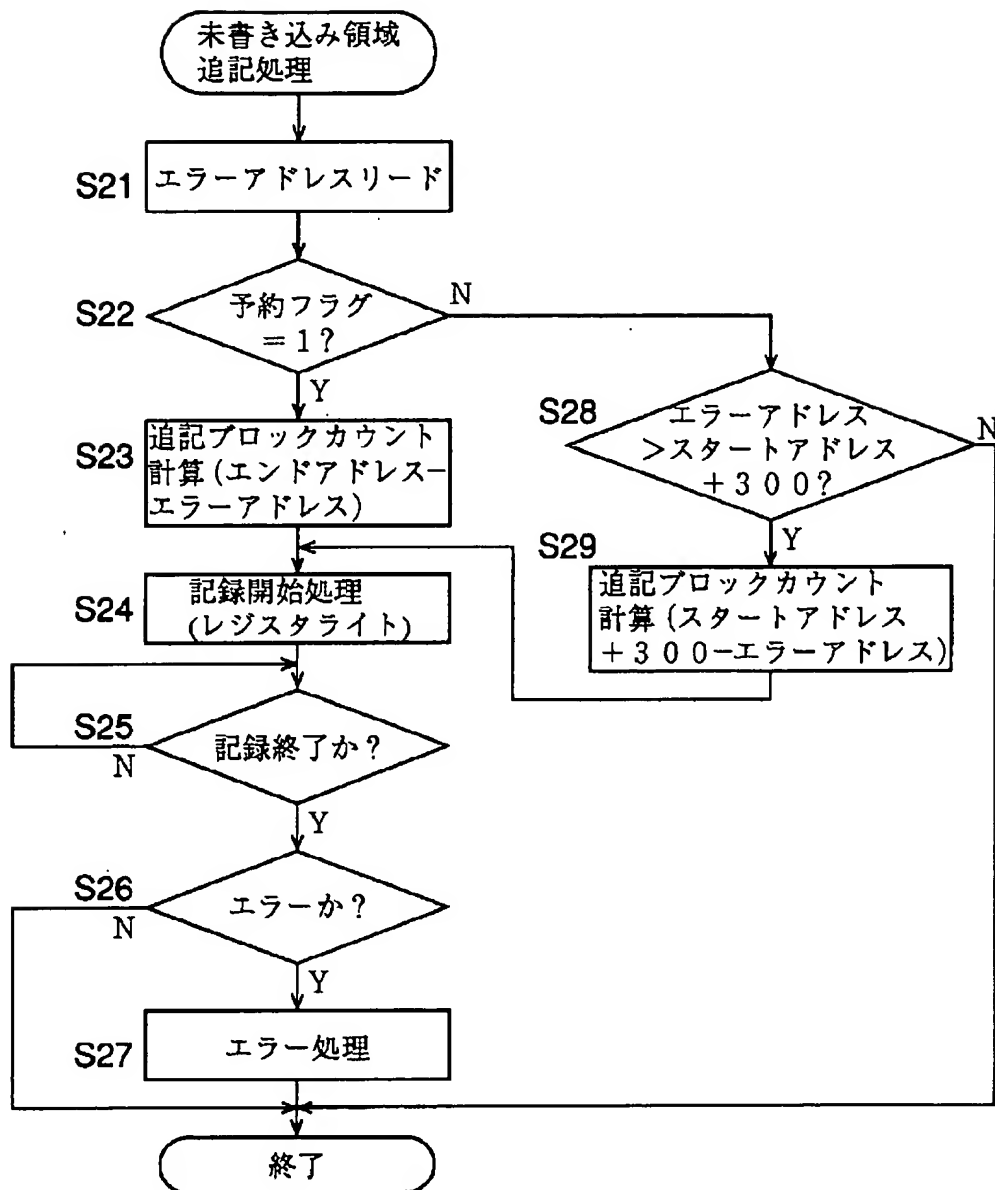 未書き込み領域
追記処理
S21
エラーアドレスリード
S22
予約フラグ
=1?
N
Y
S23
追記ブロックカウント
計算(エンドアドレス−
エラーアドレス)
S28
エラーアドレス
>スタートアドレス
+300?
N
Y
S29
追記ブロックカウント
計算(スタートアドレス
+300−エラーアドレス)
S24
記録開始処理
(レジスタライト)
S25
記録終了か?
N
Y
S26
エラーか?
N
Y
S27
エラー処理
終了